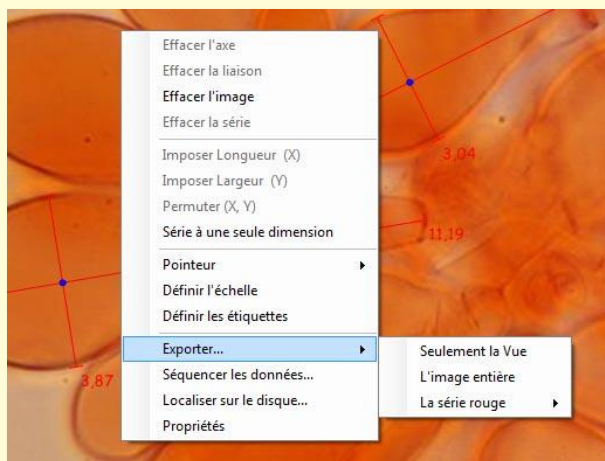 Effacer l'axe
Effacer la liaison
Effacer l'image
Effacer la série
Imposer Longueur (X)
Imposer Largeur (Y)
Permuter (X, Y)
Série à une seule dimension
Pointeur
Définir l'échelle
Définir les étiquettes
Exporter...
Séquencer les données...
Localiser sur le disque...
Propriétés
Seulement la Vue
L'image entière
La série rouge
3,04
11,19
3,87